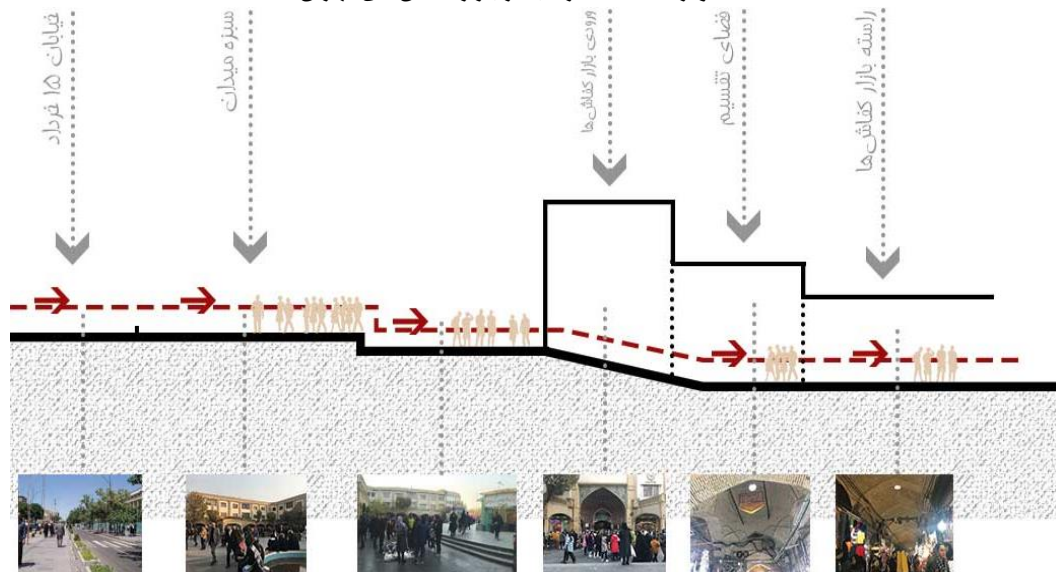 خیابان ۱۵ خرداد
سبزه میدان
ورودی بازار کفاش‌ها
فضای تقسیم
راسته بازار کفاش‌ها